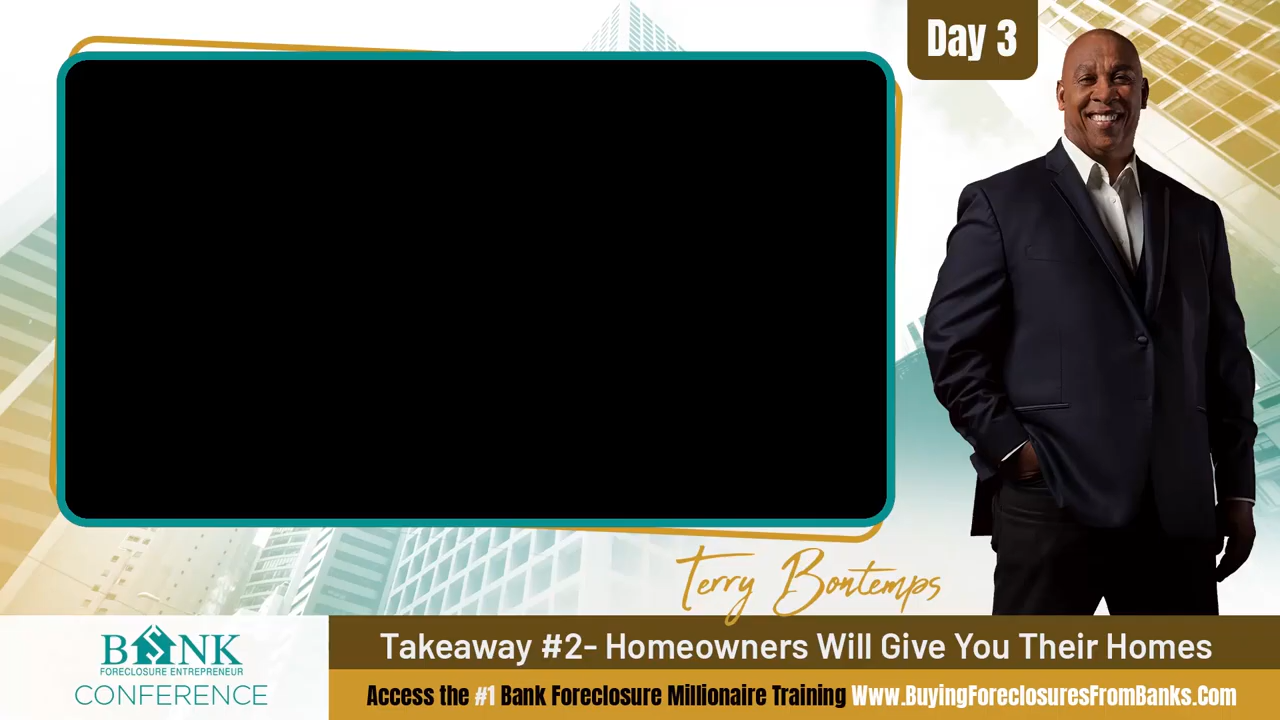 Day 3
Terry Bontemps
BANK
FORECLOSURE ENTREPRENEUR
CONFERENCE
Takeaway #2- Homeowners Will Give You Their Homes
Access the #1 Bank Foreclosure Millionaire Training Www.BuyingForeclosuresFromBanks.Com